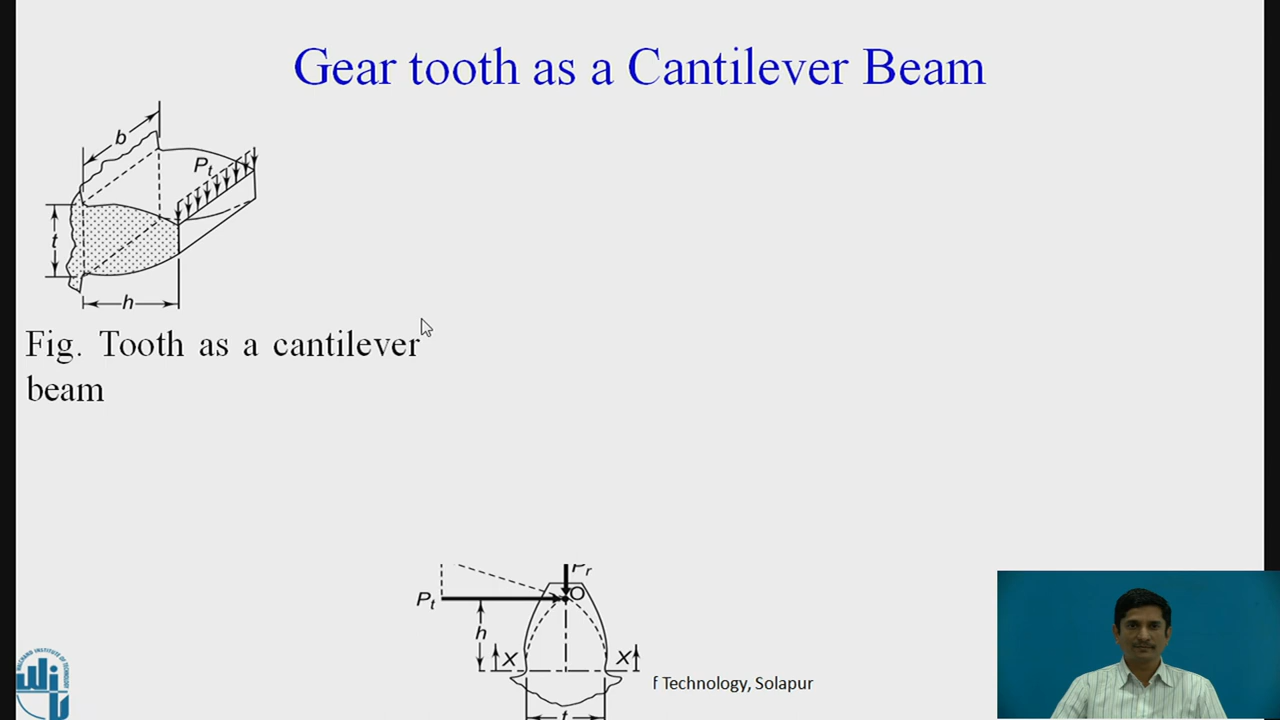 Gear tooth as a Cantilever Beam
b
Pt
t
h
Fig. Tooth as a cantilever
beam
Pr
Pt
h
X X
f Technology, Solapur
t